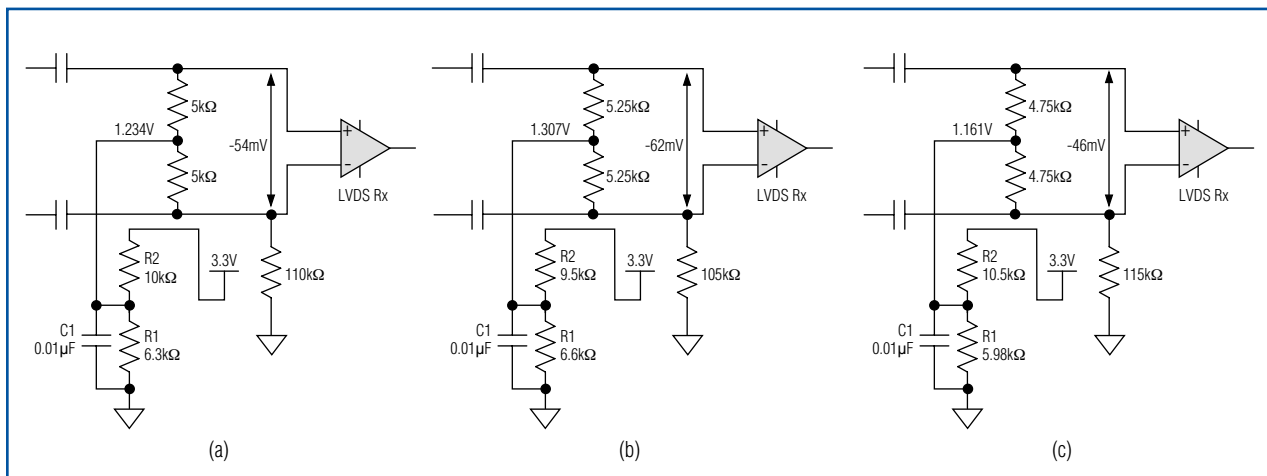 5kΩ
1.234V
-54mV
+
-
5kΩ
LVDS Rx
R2
10kΩ
3.3V
110kΩ
C1
0.01µF
R1
6.3kΩ
(a)
5.25kΩ
1.307V
-62mV
+
-
5.25kΩ
LVDS Rx
R2
9.5kΩ
3.3V
105kΩ
C1
0.01µF
R1
6.6kΩ
(b)
4.75kΩ
1.161V
-46mV
+
-
4.75kΩ
LVDS Rx
R2
10.5kΩ
3.3V
115kΩ
C1
0.01µF
R1
5.98kΩ
(c)